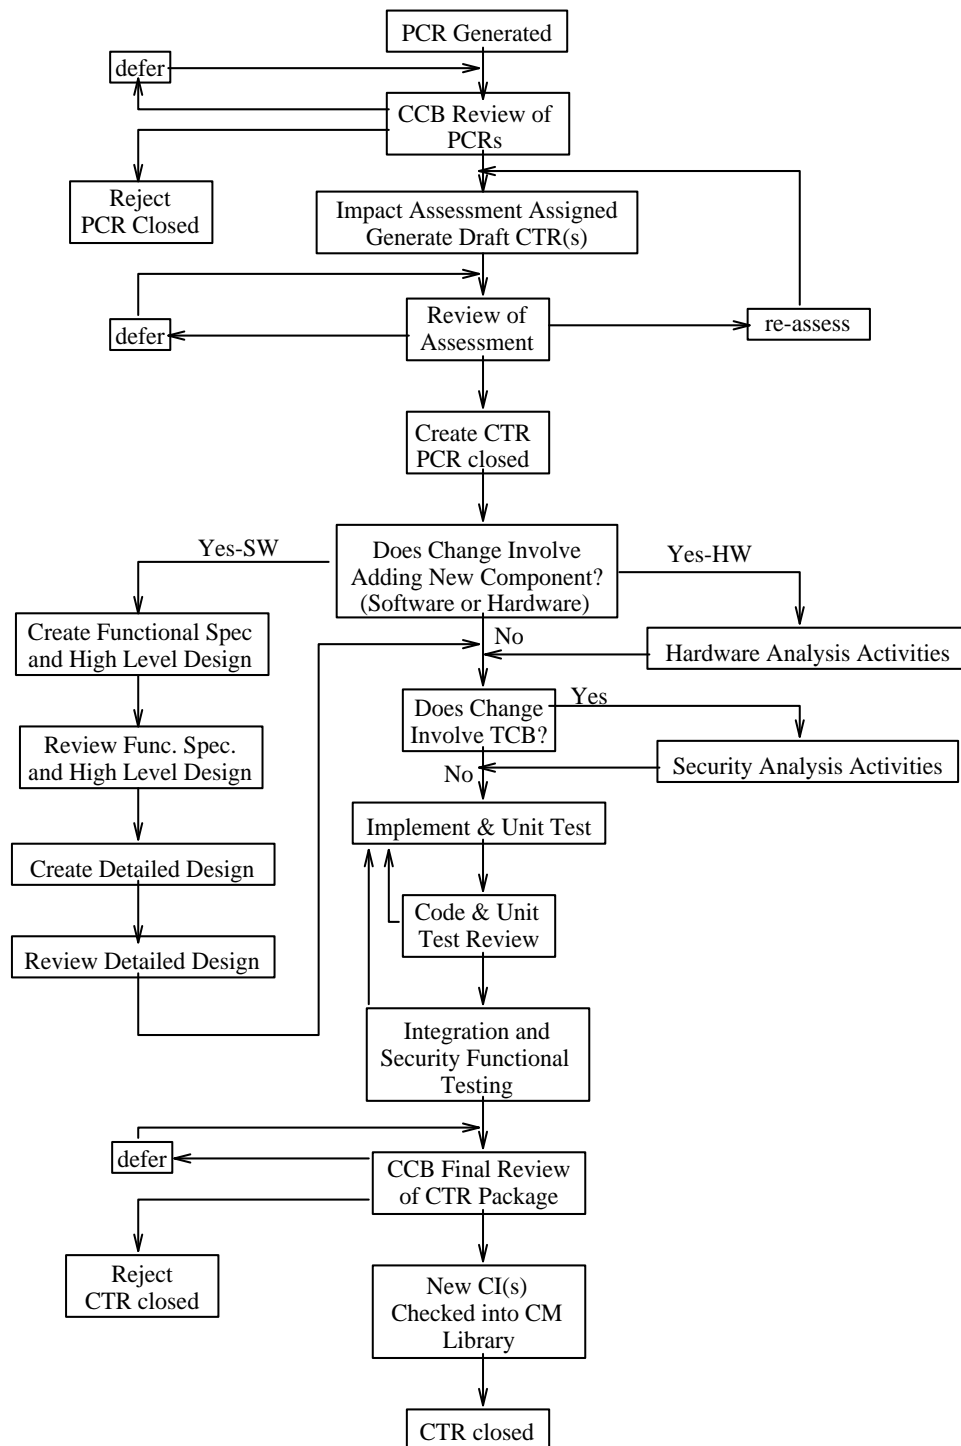 PCR Generated
defer
CCB Review of
PCRs
Reject
PCR Closed
Impact Assessment Assigned
Generate Draft CTR(s)
defer
Review of
Assessment
re-assess
Create CTR
PCR closed
Yes-SW
Does Change Involve
Adding New Component?
(Software or Hardware)
Yes-HW
Create Functional Spec
and High Level Design
No
Hardware Analysis Activities
Review Func. Spec.
and High Level Design
Does Change
Involve TCB?
Yes
No
Security Analysis Activities
Implement & Unit Test
Create Detailed Design
Code & Unit
Test Review
Review Detailed Design
Integration and
Security Functional
Testing
defer
CCB Final Review
of CTR Package
Reject
CTR closed
New CI(s)
Checked into CM
Library
CTR closed